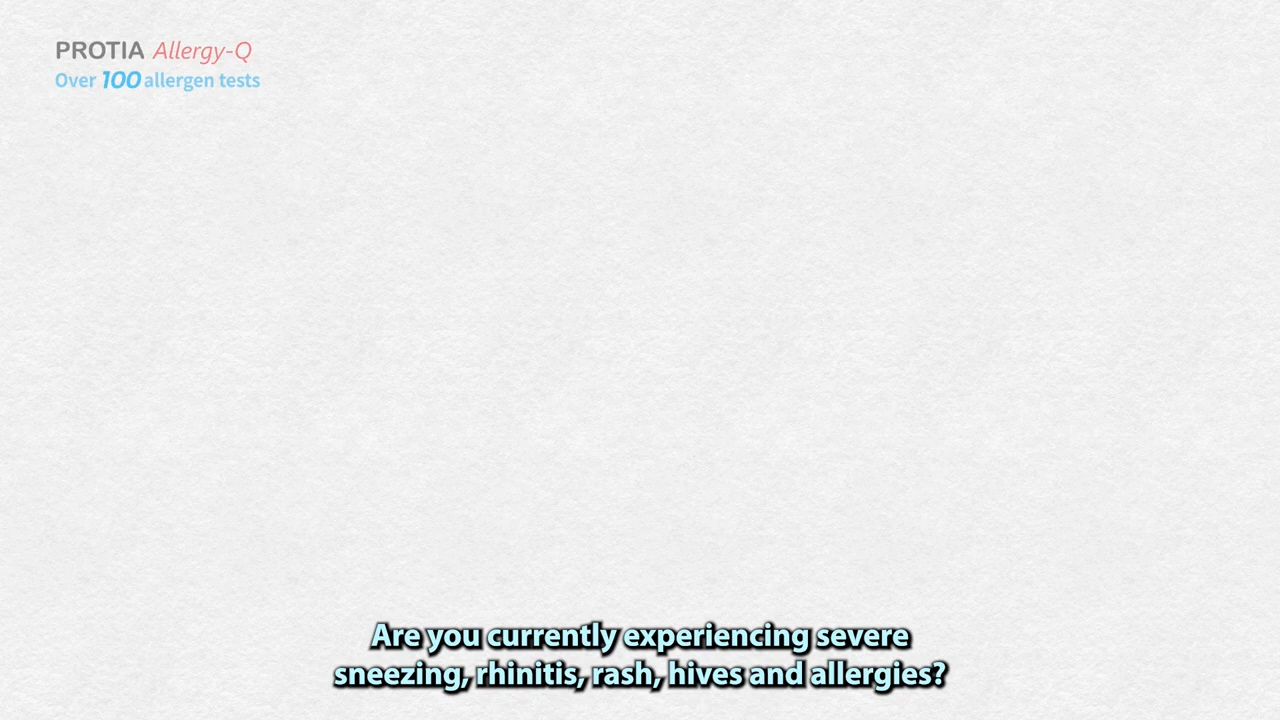 PROTIA Allergy-Q
Over 100 allergen tests
Are you currently experiencing severe
sneezing, rhinitis, rash, hives and allergies?